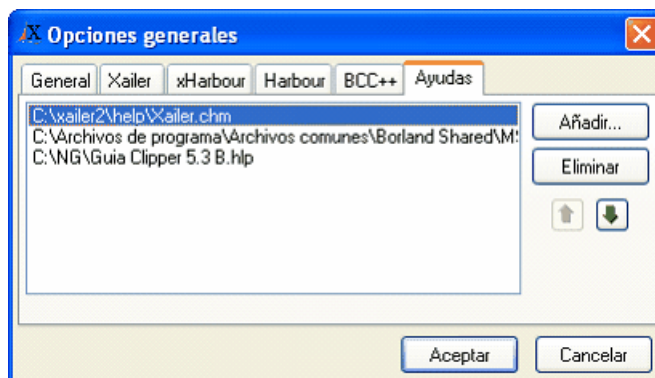 Opciones generales
General Xailer xHarbour Harbour BCC++ Ayudas
C:\xailer2\help\Xailer.chm
C:\Archivos de programa\Archivos comunes\Borland Shared\MS
C:\NG\Guia Clipper 5.3 B.hlp
Añadir...
Eliminar
Aceptar Cancelar